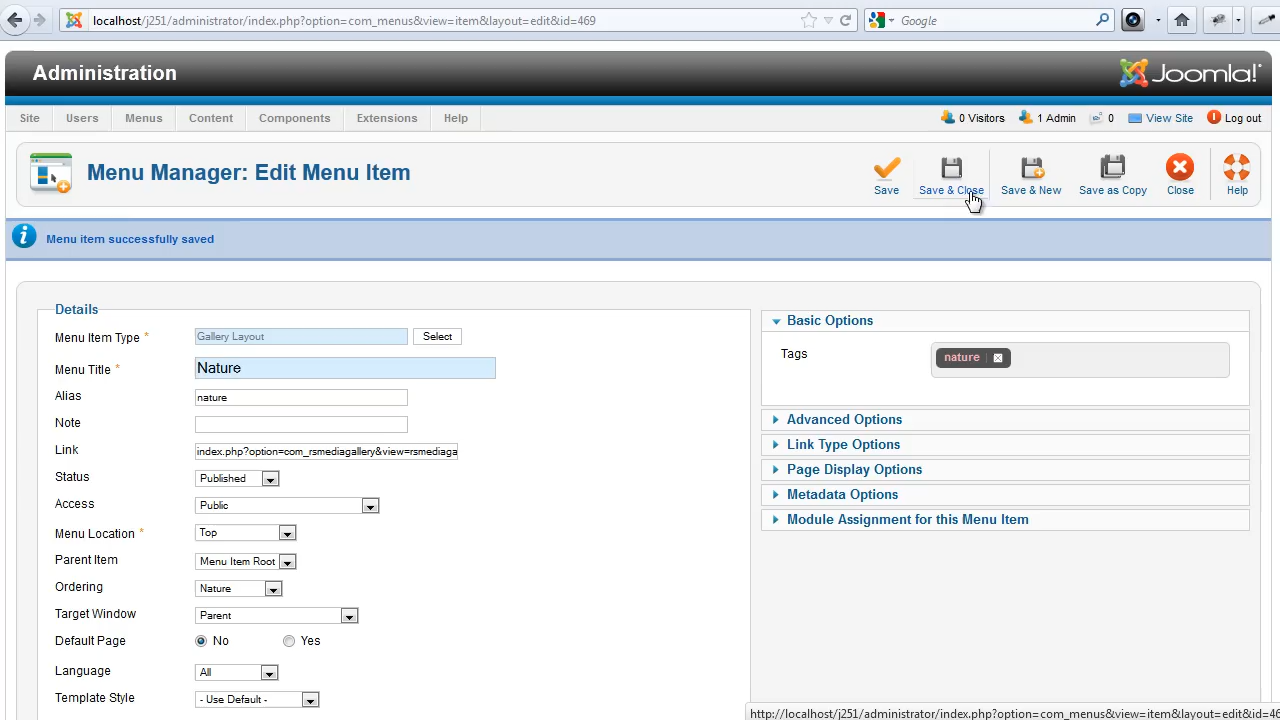 localhost/j251/administrator/index.php?option=com_menus&view=item&layout=edit&id=469
Google
Administration
Joomla!
Site Users Menus Content Components Extensions Help
0 Visitors 1 Admin 0 View Site Log out
Menu Manager: Edit Menu Item
Save Save & Close Save & New Save as Copy Close Help
Menu item successfully saved
Details
Menu Item Type * Gallery Layout Select
Menu Title * Nature
Alias nature
Note
Link index.php?option=com_rsmediagallery&view=rsmediaga
Status Published
Access Public
Menu Location * Top
Parent Item Menu Item Root
Ordering Nature
Target Window Parent
Default Page No Yes
Language All
Template Style - Use Default -
Basic Options
Tags nature
Advanced Options
Link Type Options
Page Display Options
Metadata Options
Module Assignment for this Menu Item
http://localhost/j251/administrator/index.php?option=com_menus&view=item&layout=edit&id=46